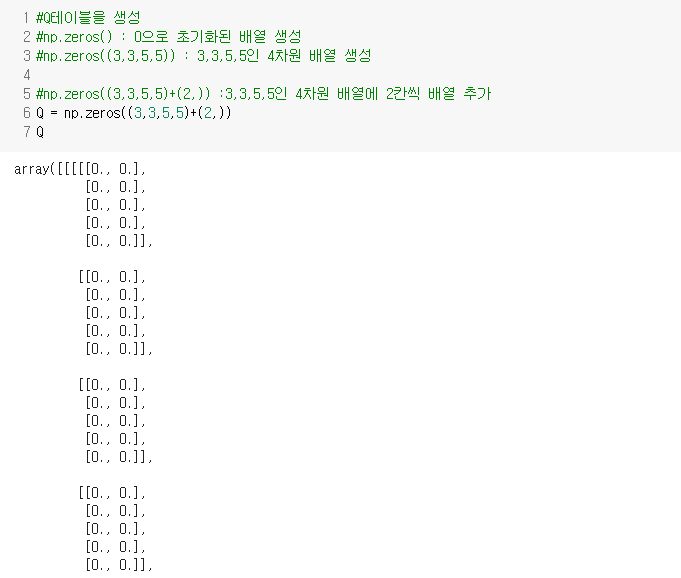 1 #Q테이블을 생성
2 #np.zeros() : 0으로 초기화된 배열 생성
3 #np.zeros((3,3,5,5)) : 3,3,5,5인 4차원 배열 생성
4
5 #np.zeros((3,3,5,5)+(2,)) :3,3,5,5인 4차원 배열에 2칸씩 배열 추가
6 Q = np.zeros((3,3,5,5)+(2,))
7 Q
array([[[[[0., 0.],
[0., 0.],
[0., 0.],
[0., 0.],
[0., 0.]],
[[0., 0.],
[0., 0.],
[0., 0.],
[0., 0.],
[0., 0.]],
[[0., 0.],
[0., 0.],
[0., 0.],
[0., 0.],
[0., 0.]],
[[0., 0.],
[0., 0.],
[0., 0.],
[0., 0.],
[0., 0.]],